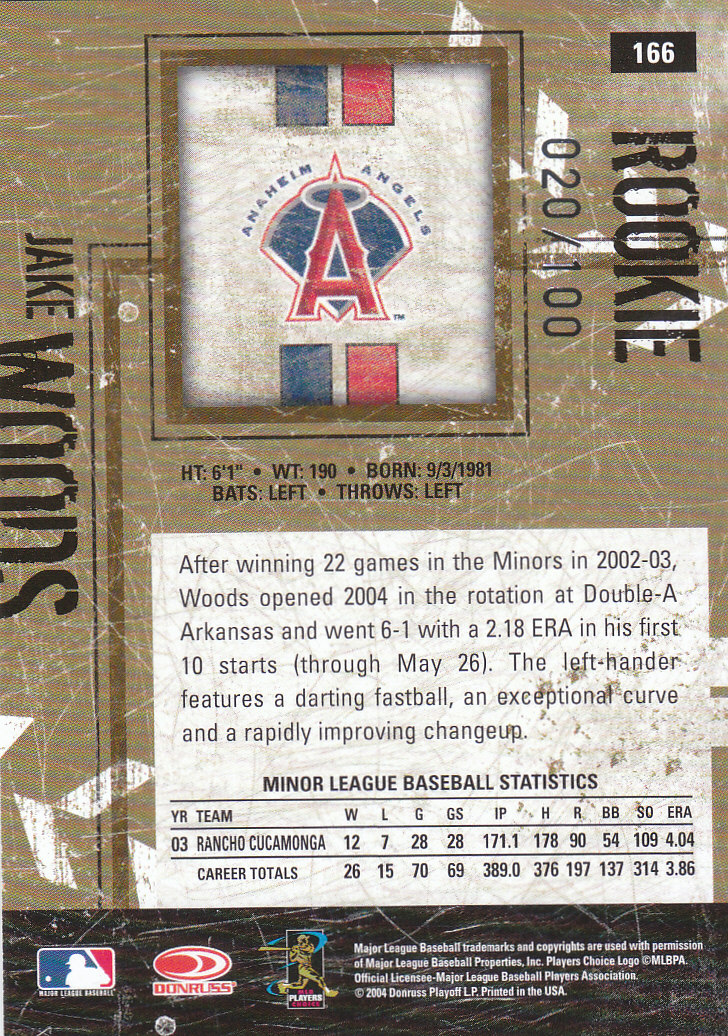 166
ROOKIE
020/100
ANAHEIM ANGELS
A
TM
JAKE WOODS
HT: 6'1" • WT: 190 • BORN: 9/3/1981
BATS: LEFT • THROWS: LEFT
After winning 22 games in the Minors in 2002-03,
Woods opened 2004 in the rotation at Double-A
Arkansas and went 6-1 with a 2.18 ERA in his first
10 starts (through May 26). The left-hander
features a darting fastball, an exceptional curve
and a rapidly improving changeup.
MINOR LEAGUE BASEBALL STATISTICS
YR TEAM W L G GS IP H R BB SO ERA
03 RANCHO CUCAMONGA 12 7 28 28 171.1 178 90 54 109 4.04
CAREER TOTALS 26 15 70 69 389.0 376 197 137 314 3.86
MAJOR LEAGUE BASEBALL
DONRUSS
MLB
PLAYERS
CHOICE
Major League Baseball trademarks and copyrights are used with permission
of Major League Baseball Properties, Inc. Players Choice Logo ©MLBPA.
Official Licensee-Major League Baseball Players Association.
© 2004 Donruss Playoff L.P. Printed in the USA.